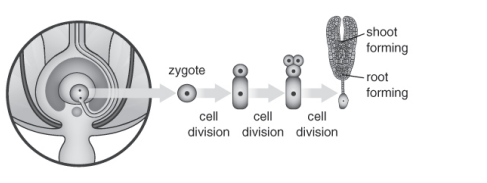 zygote
cell
division
cell
division
cell
division
shoot
forming
root
forming